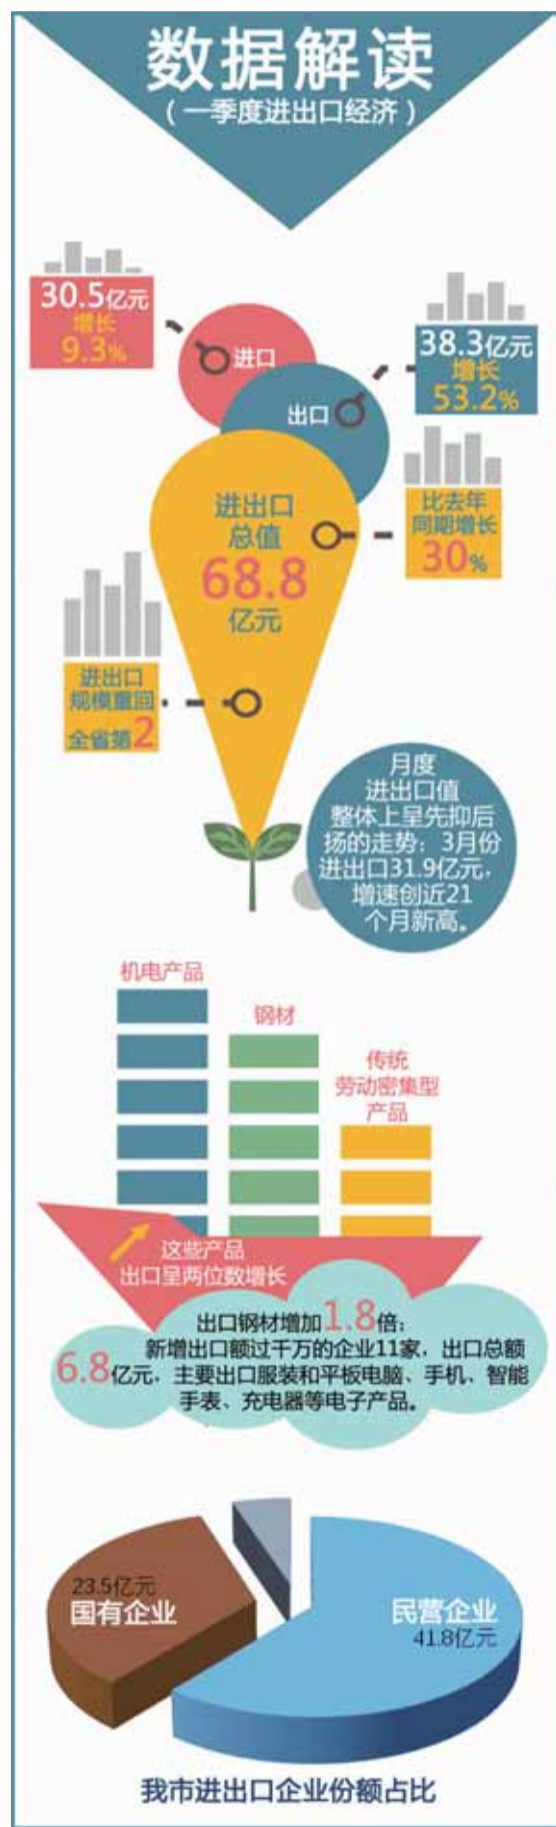 数据解读
（一季度进出口经济）
30.5亿元
增长
9.3%
进口
38.3亿元
增长
53.2%
出口
比去年
同期增长
30%
进出口
总值
68.8
亿元
进出口
规模重回
全省第2
月度
进出口值
整体上呈先抑后
扬的走势：3月份
进出口31.9亿元，
增速创近21
个月新高。
机电产品
钢材
传统
劳动密集型
产品
这些产品
出口呈两位数增长
出口钢材增加1.8倍；
新增出口额过千万的企业11家，出口总额
6.8亿元，主要出口服装和平板电脑、手机、智能
手表、充电器等电子产品。
23.5亿元
国有企业
民营企业
41.8亿元
我市进出口企业份额占比